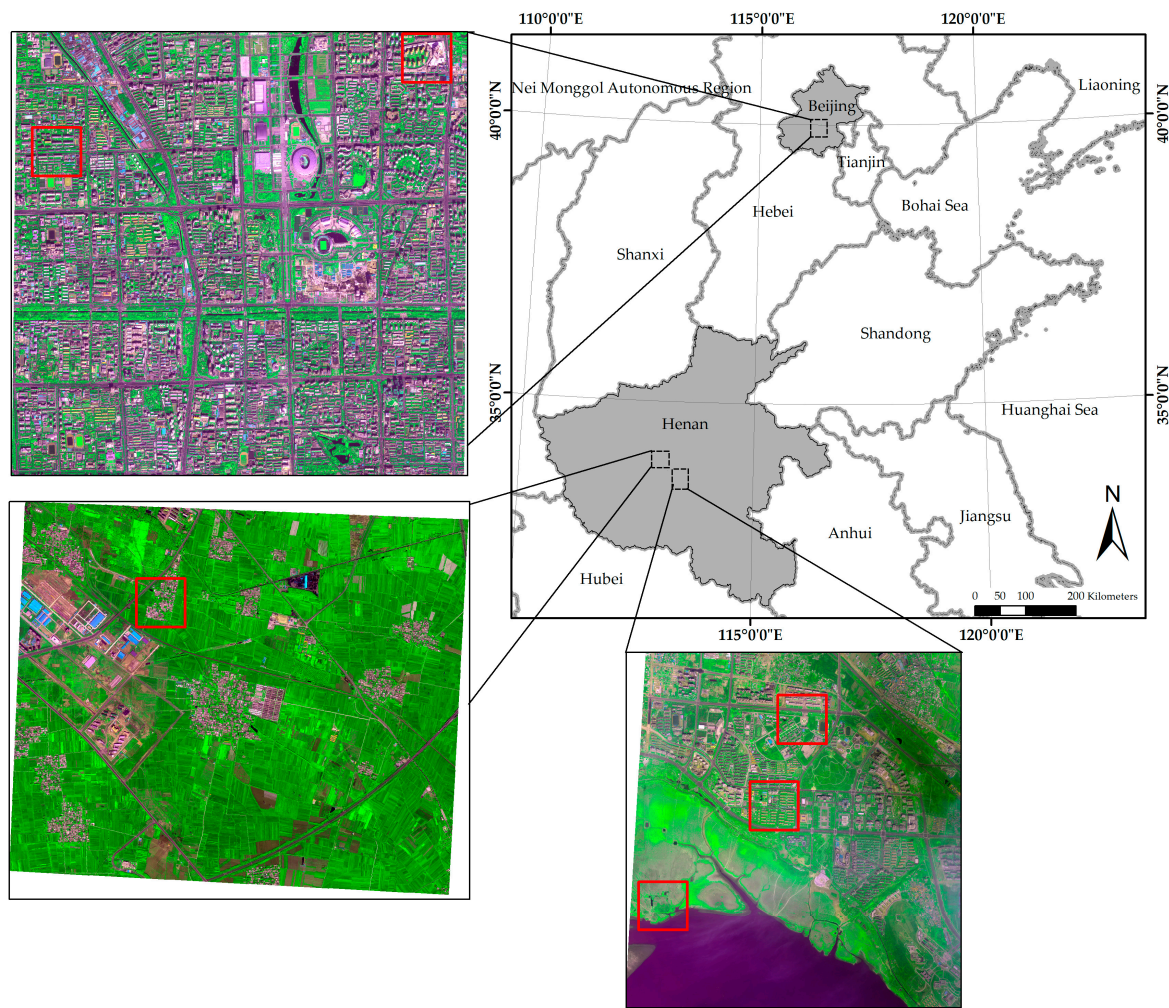 110°0'0"E
115°0'0"E
120°0'0"E
Nei Monggol Autonomous Region
Liaoning
Beijing
40°0'0"N
40°0'0"N
Tianjin
Bohai Sea
Hebei
Shanxi
Shandong
35°0'0"N
35°0'0"N
Huanghai Sea
Henan
N
Jiangsu
Anhui
Hubei
0 50 100 200 Kilometers
115°0'0"E
120°0'0"E